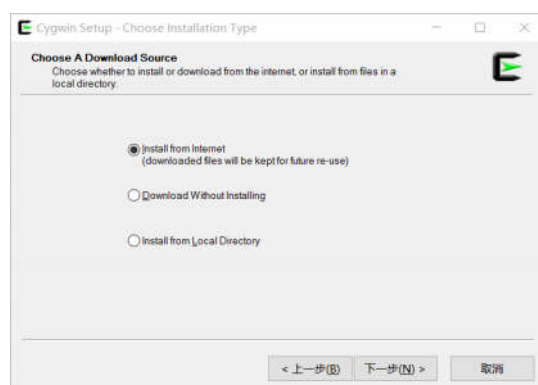 Cygwin Setup - Choose Installation Type
Choose A Download Source
Choose whether to install or download from the internet, or install from files in a
local directory.
Install from Internet
(downloaded files will be kept for future re-use)
Download Without Installing
Install from Local Directory
< 上一步(B)
下一步(N) >
取消